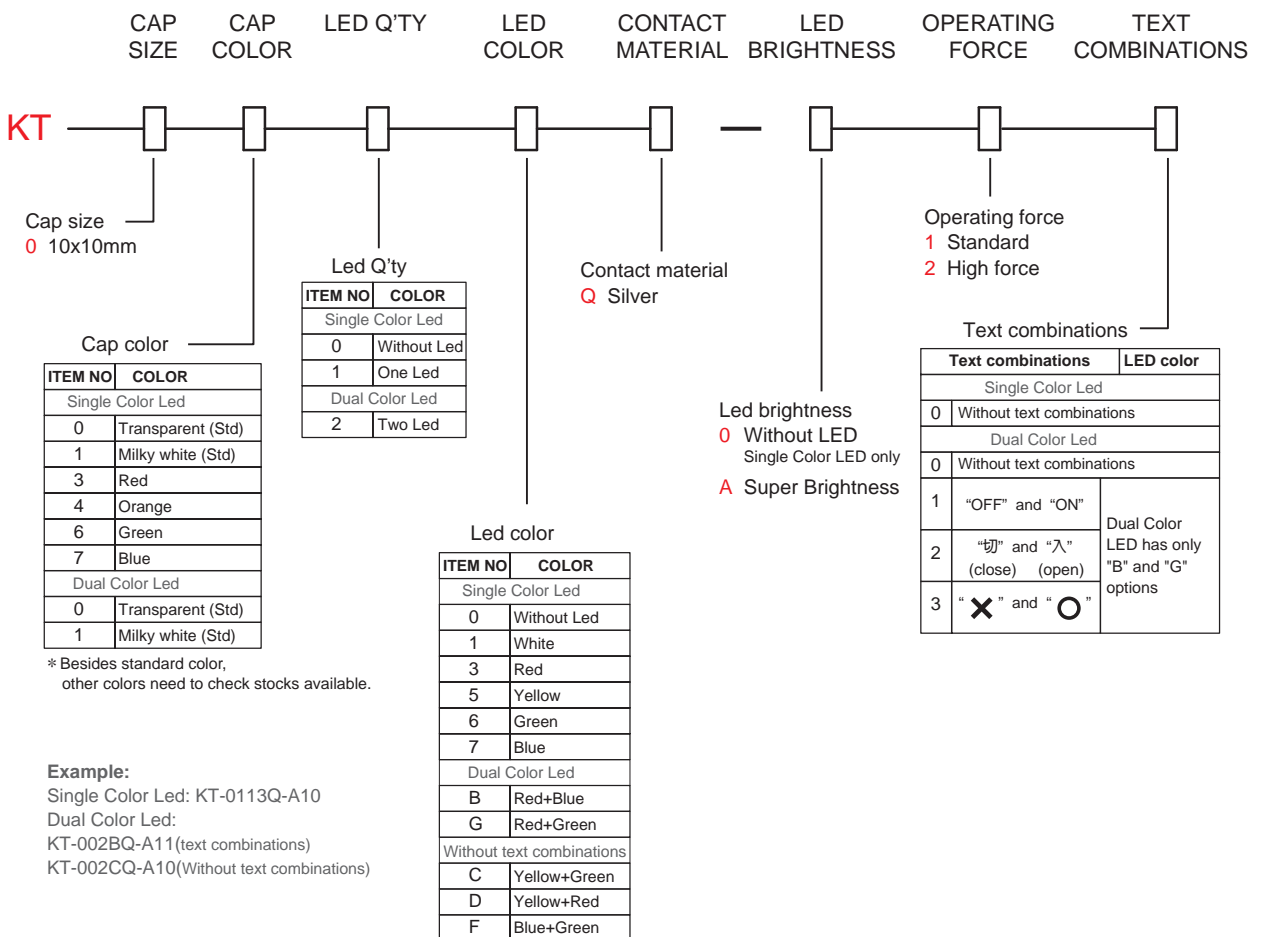 CAP
SIZE
CAP
COLOR
LED Q’TY
LED
COLOR
CONTACT
MATERIAL
LED
BRIGHTNESS
OPERATING
FORCE
TEXT
COMBINATIONS
KT
—
Cap size
0 10x10mm
Cap color
ITEM NO COLOR
Single Color Led
0 Transparent (Std)
1 Milky white (Std)
3 Red
4 Orange
6 Green
7 Blue
Dual Color Led
0 Transparent (Std)
1 Milky white (Std)
* Besides standard color,
other colors need to check stocks available.
Led Q’ty
ITEM NO COLOR
Single Color Led
0 Without Led
1 One Led
Dual Color Led
2 Two Led
Led color
ITEM NO COLOR
Single Color Led
0 Without Led
1 White
3 Red
5 Yellow
6 Green
7 Blue
Dual Color Led
B Red+Blue
G Red+Green
Without text combinations
C Yellow+Green
D Yellow+Red
F Blue+Green
Contact material
Q Silver
Led brightness
0 Without LED
Single Color LED only
A Super Brightness
Operating force
1 Standard
2 High force
Text combinations
Text combinations LED color
Single Color Led
0 Without text combinations
Dual Color Led
0 Without text combinations
1 “OFF” and “ON”
2 “切” and “入”
(close) (open)
3 “ ✕ ” and “ ○ ”
Dual Color
LED has only
"B" and "G"
options
Example:
Single Color Led: KT-0113Q-A10
Dual Color Led:
KT-002BQ-A11(text combinations)
KT-002CQ-A10(Without text combinations)